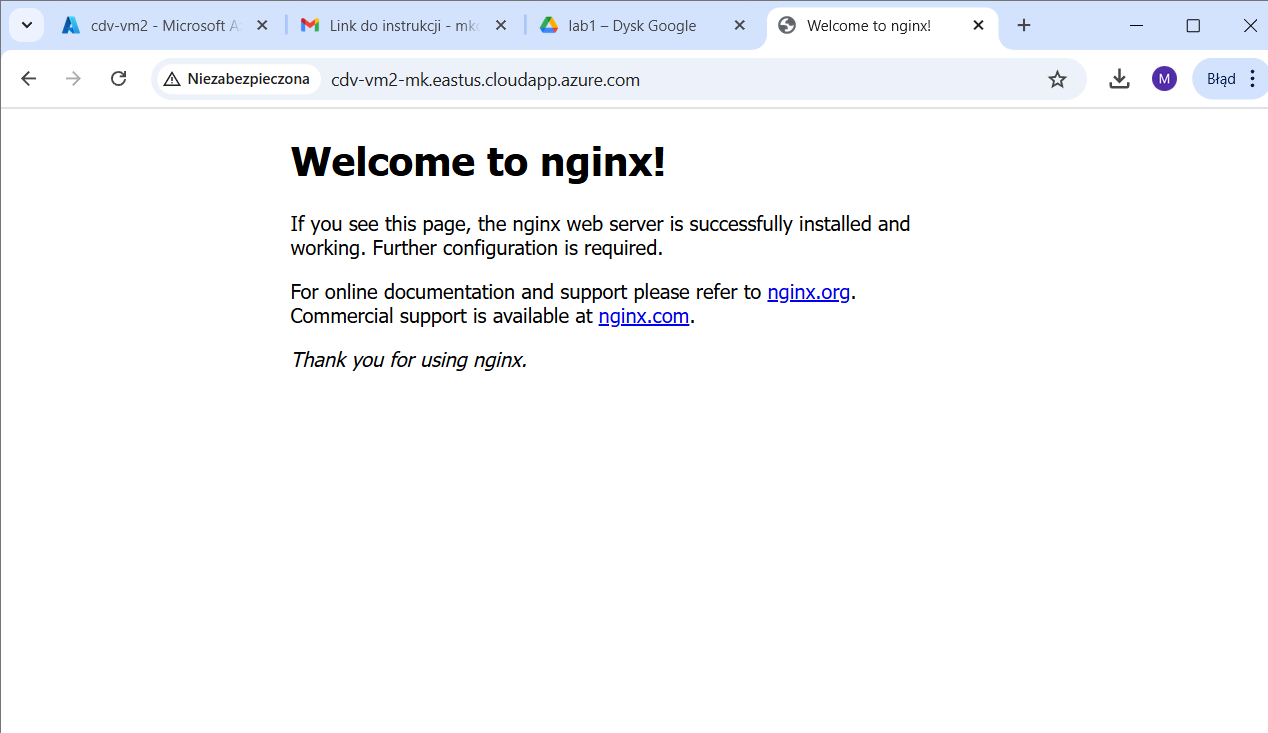 cdv-vm2 - Microsoft A
Link do instrukcji - mk
lab1 – Dysk Google
Welcome to nginx!
Niezabezpieczona
cdv-vm2-mk.eastus.cloudapp.azure.com
M
Błąd
Welcome to nginx!
If you see this page, the nginx web server is successfully installed and
working. Further configuration is required.
For online documentation and support please refer to nginx.org.
Commercial support is available at nginx.com.
Thank you for using nginx.